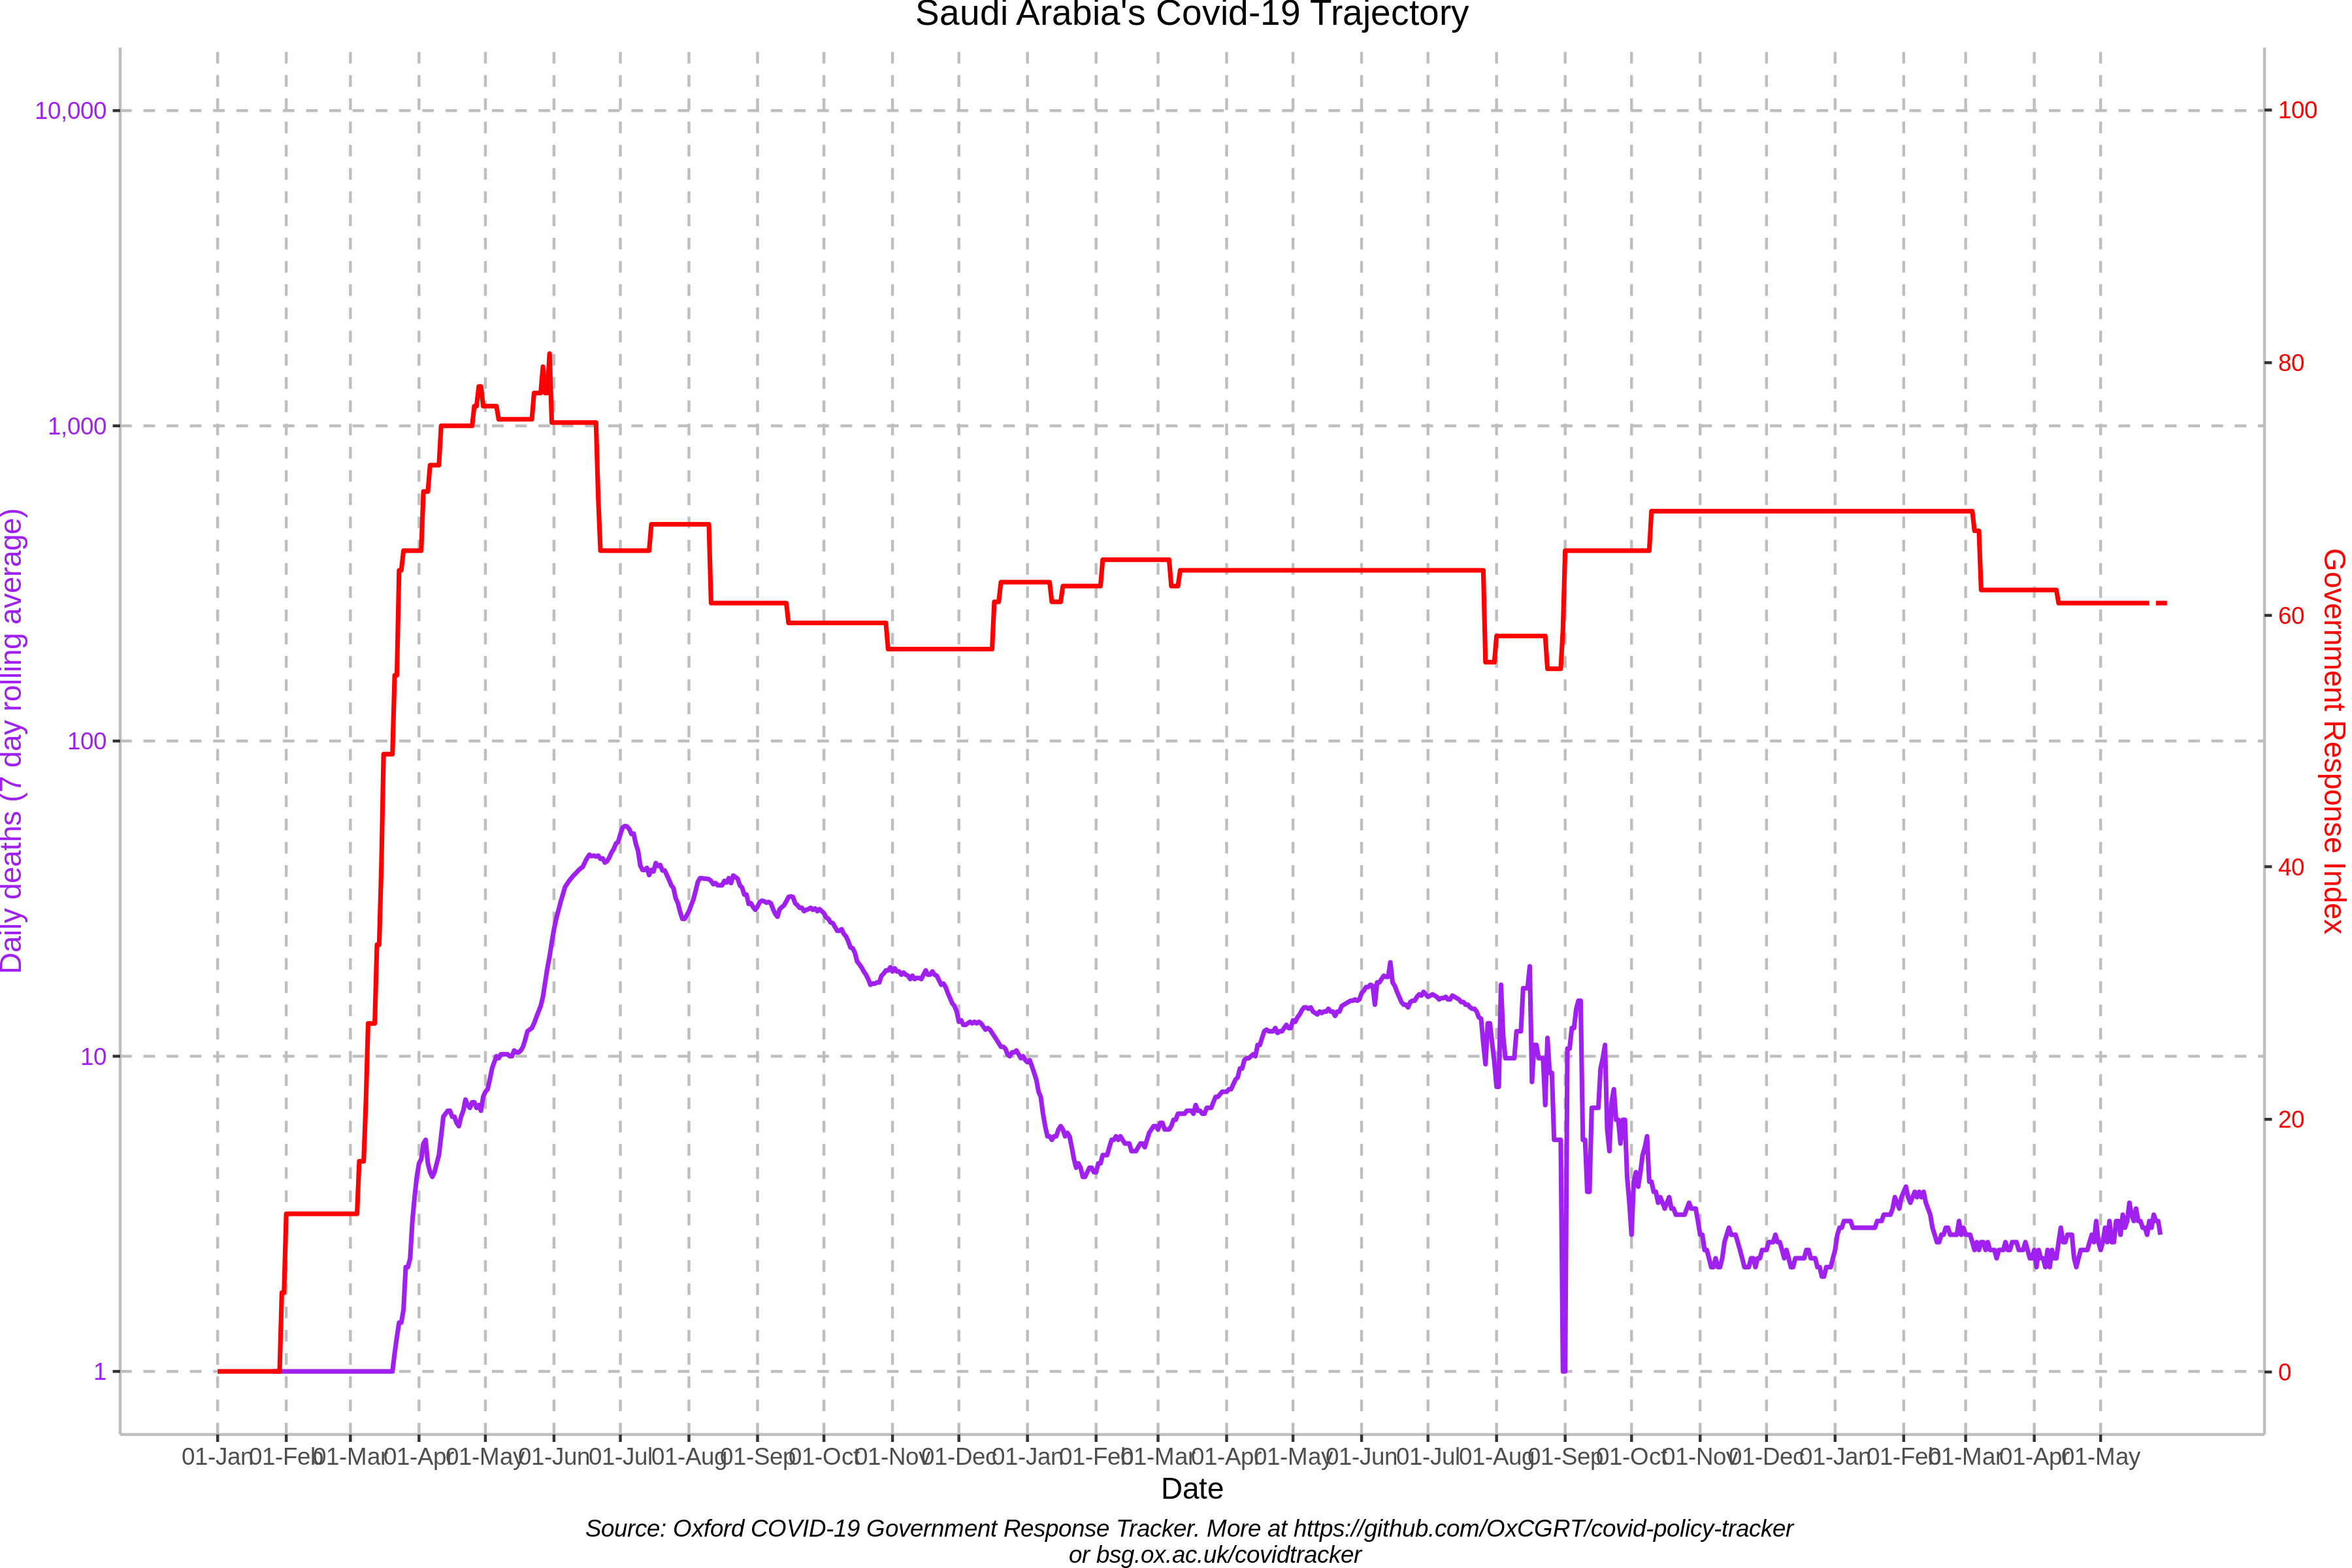 Saudi Arabia's Covid-19 Trajectory
10,000
1,000
100
10
1
Daily deaths (7 day rolling average)
100
80
60
40
20
0
Government Response Index
01-Jan 01-Feb 01-Mar 01-Apr 01-May 01-Jun 01-Jul 01-Aug 01-Sep 01-Oct 01-Nov 01-Dec 01-Jan 01-Feb 01-Mar 01-Apr 01-May 01-Jun 01-Jul 01-Aug 01-Sep 01-Oct 01-Nov 01-Dec 01-Jan 01-Feb 01-Mar 01-Apr 01-May
Date
Source: Oxford COVID-19 Government Response Tracker. More at https://github.com/OxCGRT/covid-policy-tracker
or bsg.ox.ac.uk/covidtracker